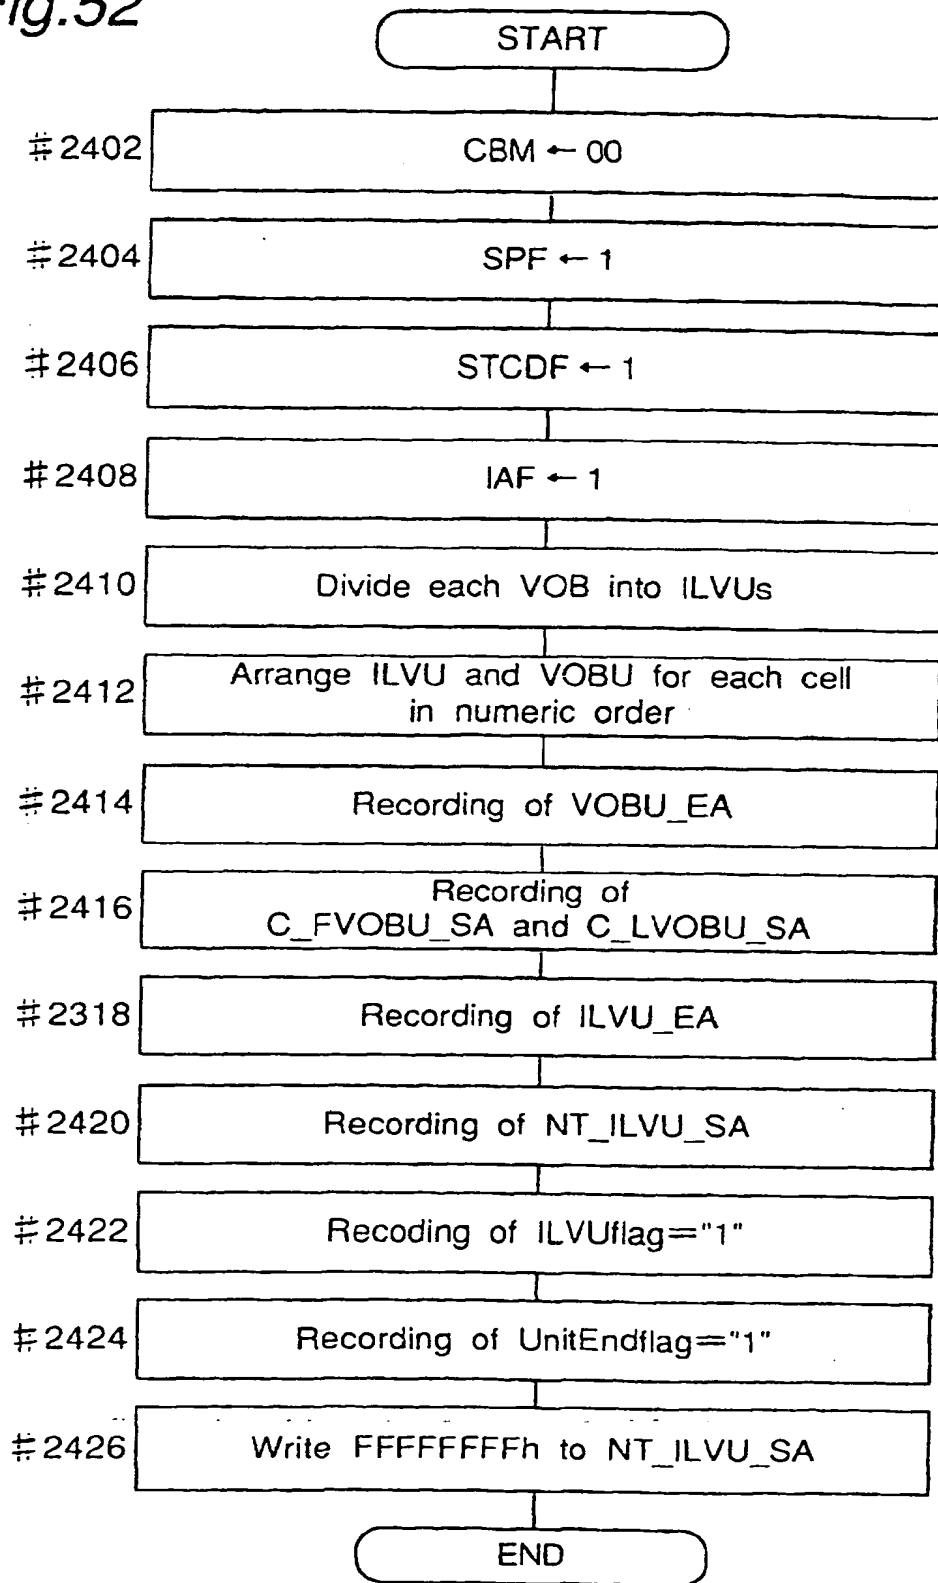 Fig.52
START
#2402 CBM ← 00
#2404 SPF ← 1
#2406 STCDF ← 1
#2408 IAF ← 1
#2410 Divide each VOB into ILVUs
#2412 Arrange ILVU and VOBU for each cell
in numeric order
#2414 Recording of VOBU_EA
#2416 Recording of
C_FVOBU_SA and C_LVOBU_SA
#2318 Recording of ILVU_EA
#2420 Recording of NT_ILVU_SA
#2422 Recoding of ILVUflag="1"
#2424 Recording of UnitEndflag="1"
#2426 Write FFFFFFFFh to NT_ILVU_SA
END